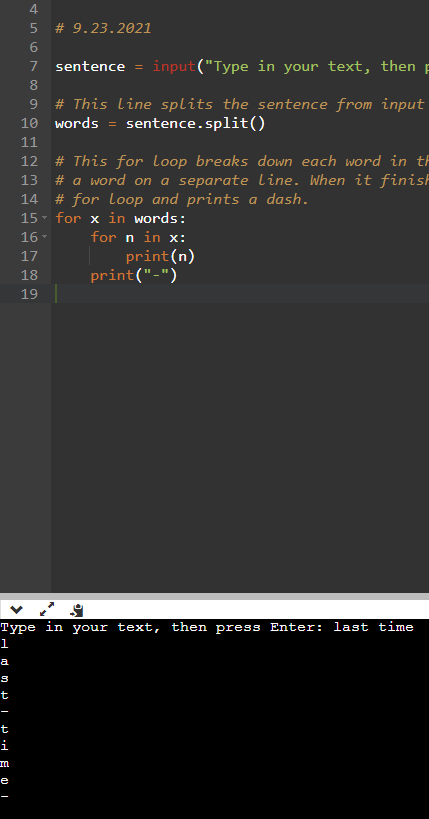 4
5 # 9.23.2021
6
7 sentence = input("Type in your text, then
8
9 # This line splits the sentence from input
10 words = sentence.split()
11
12 # This for loop breaks down each word in
13 # a word on a separate line. When it
14 # for loop and prints a dash.
15 for x in words:
16     for n in x:
17         print(n)
18     print("-")
19
Type in your text, then press Enter: last time
l
a
s
t
-
t
i
m
e
-